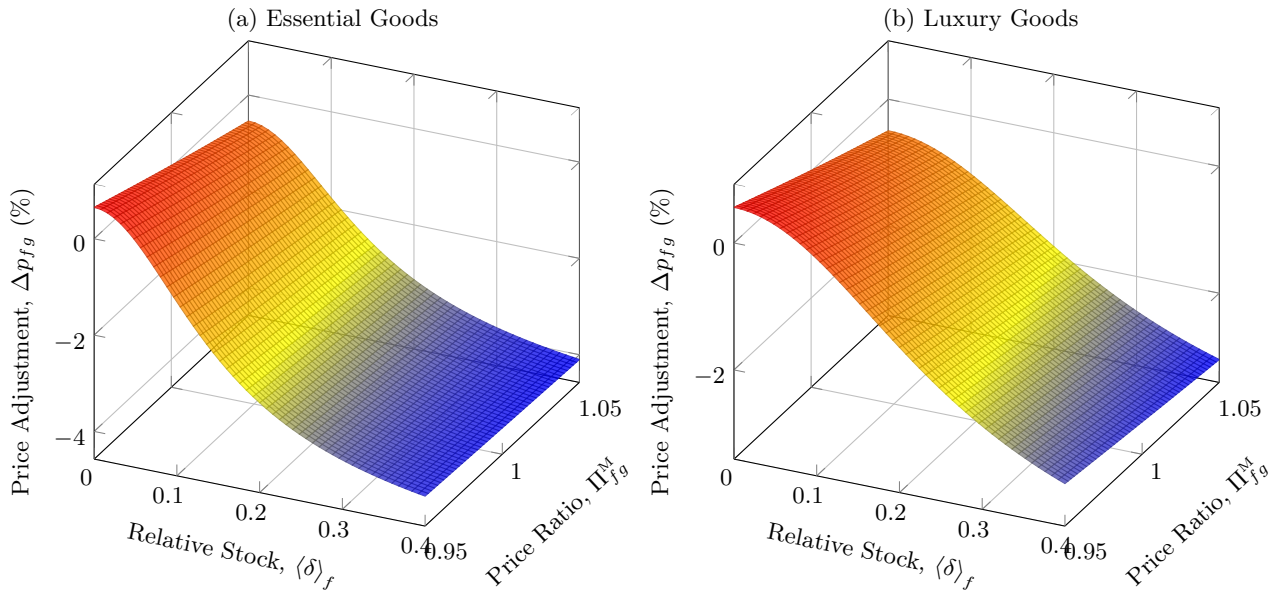 (a) Essential Goods
Price Adjustment, Δp_{fg} (%)
0
−2
−4
0
0.1
0.2
0.3
0.4
Relative Stock, ⟨δ⟩_f
0.95
1
1.05
Price Ratio, Π^M_{fg}
(b) Luxury Goods
Price Adjustment, Δp_{fg} (%)
0
−2
0
0.1
0.2
0.3
0.4
Relative Stock, ⟨δ⟩_f
0.95
1
1.05
Price Ratio, Π^M_{fg}